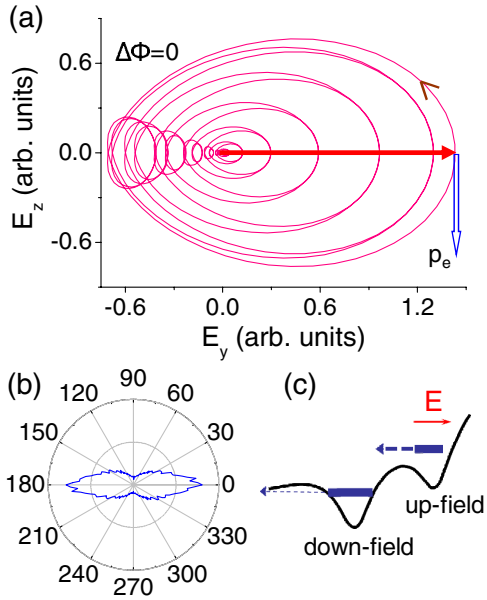 (a)
ΔΦ=0
E_z (arb. units)
0.6
0.0
-0.6
p_e
-0.6 0.0 0.6 1.2
E_y (arb. units)
(b)
90
120 60
150 30
180 0
210 330
240 300
270
(c)
E
up-field
down-field